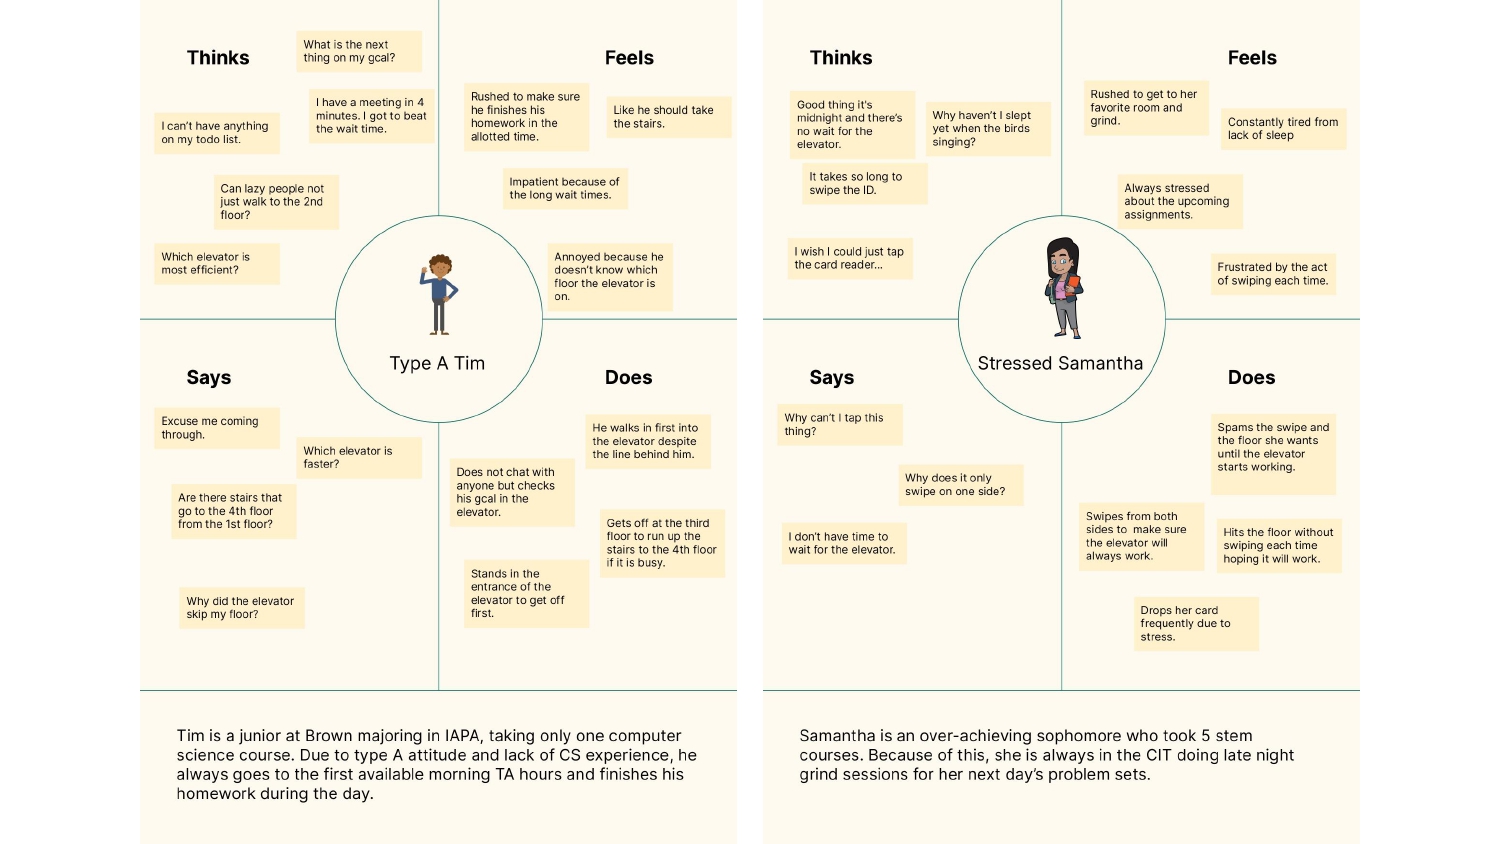 Thinks
What is the next
thing on my gcal?
I have a meeting in 4
minutes. I got to beat
the wait time.
I can’t have anything
on my todo list.
Can lazy people not
just walk to the 2nd
floor?
Which elevator is
most efficient?
Feels
Rushed to make sure
he finishes his
homework in the
allotted time.
Like he should take
the stairs.
Impatient because of
the long wait times.
Annoyed because he
doesn’t know which
floor the elevator is
on.
Type A Tim
Says
Excuse me coming
through.
Which elevator is
faster?
Are there stairs that
go to the 4th floor
from the 1st floor?
Why did the elevator
skip my floor?
Does
He walks in first into
the elevator despite
the line behind him.
Does not chat with
anyone but checks
his gcal in the
elevator.
Gets off at the third
floor to run up the
stairs to the 4th floor
if it is busy.
Stands in the
entrance of the
elevator to get off
first.
Tim is a junior at Brown majoring in IAPA, taking only one computer
science course. Due to type A attitude and lack of CS experience, he
always goes to the first available morning TA hours and finishes his
homework during the day.
Thinks
Good thing it’s
midnight and there’s
no wait for the
elevator.
Why haven’t I slept
yet when the birds
singing?
It takes so long to
swipe the ID.
I wish I could just tap
the card reader...
Feels
Rushed to get to her
favorite room and
grind.
Constantly tired from
lack of sleep
Always stressed
about the upcoming
assignments.
Frustrated by the act
of swiping each time.
Stressed Samantha
Says
Why can’t I tap this
thing?
Why does it only
swipe on one side?
I don’t have time to
wait for the elevator.
Does
Spams the swipe and
the floor she wants
until the elevator
starts working.
Swipes from both
sides to make sure
the elevator will
always work.
Hits the floor without
swiping each time
hoping it will work.
Drops her card
frequently due to
stress.
Samantha is an over-achieving sophomore who took 5 stem
courses. Because of this, she is always in the CIT doing late night
grind sessions for her next day’s problem sets.